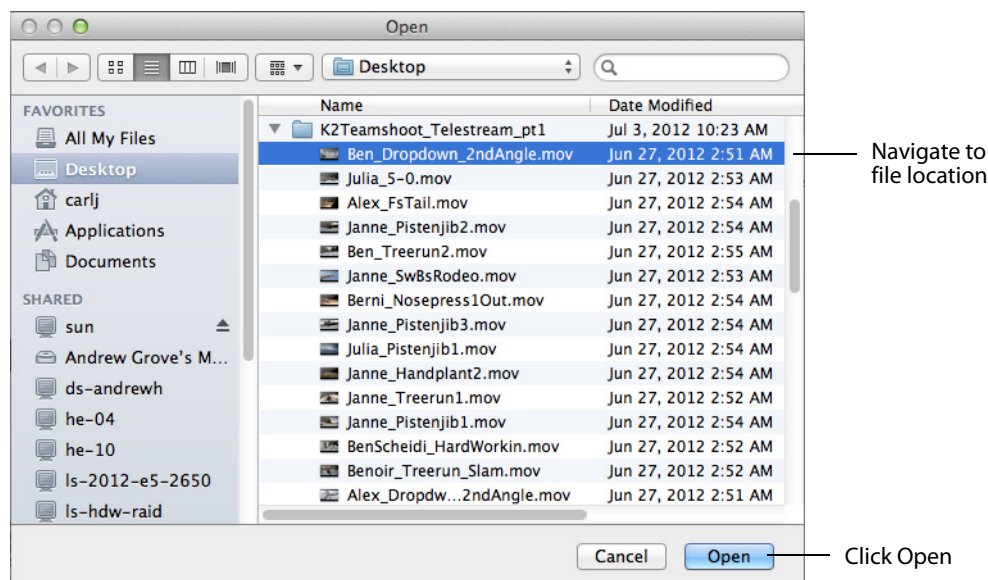 Open
Desktop
FAVORITES
All My Files
Desktop
carlj
Applications
Documents
SHARED
sun
Andrew Grove's M...
ds-andrewh
he-04
he-10
ls-2012-e5-2650
ls-hdw-raid
Name Date Modified
K2Teamshoot_Telestream_pt1 Jul 3, 2012 10:23 AM
Ben_Dropdown_2ndAngle.mov Jun 27, 2012 2:51 AM
Julia_5-0.mov Jun 27, 2012 2:53 AM
Alex_FsTail.mov Jun 27, 2012 2:54 AM
Janne_Pistenjib2.mov Jun 27, 2012 2:54 AM
Ben_Treerun2.mov Jun 27, 2012 2:55 AM
Janne_SwBsRodeo.mov Jun 27, 2012 2:53 AM
Berni_Nosepress1Out.mov Jun 27, 2012 2:54 AM
Janne_Pistenjib3.mov Jun 27, 2012 2:54 AM
Julia_Pistenjib1.mov Jun 27, 2012 2:54 AM
Janne_Handplant2.mov Jun 27, 2012 2:54 AM
Janne_Treerun1.mov Jun 27, 2012 2:52 AM
Janne_Pistenjib1.mov Jun 27, 2012 2:54 AM
BenScheidi_HardWorkin.mov Jun 27, 2012 2:52 AM
Benoir_Treerun_Slam.mov Jun 27, 2012 2:52 AM
Alex_Dropdw...2ndAngle.mov Jun 27, 2012 2:51 AM
Navigate to
file location
Cancel
Open
Click Open